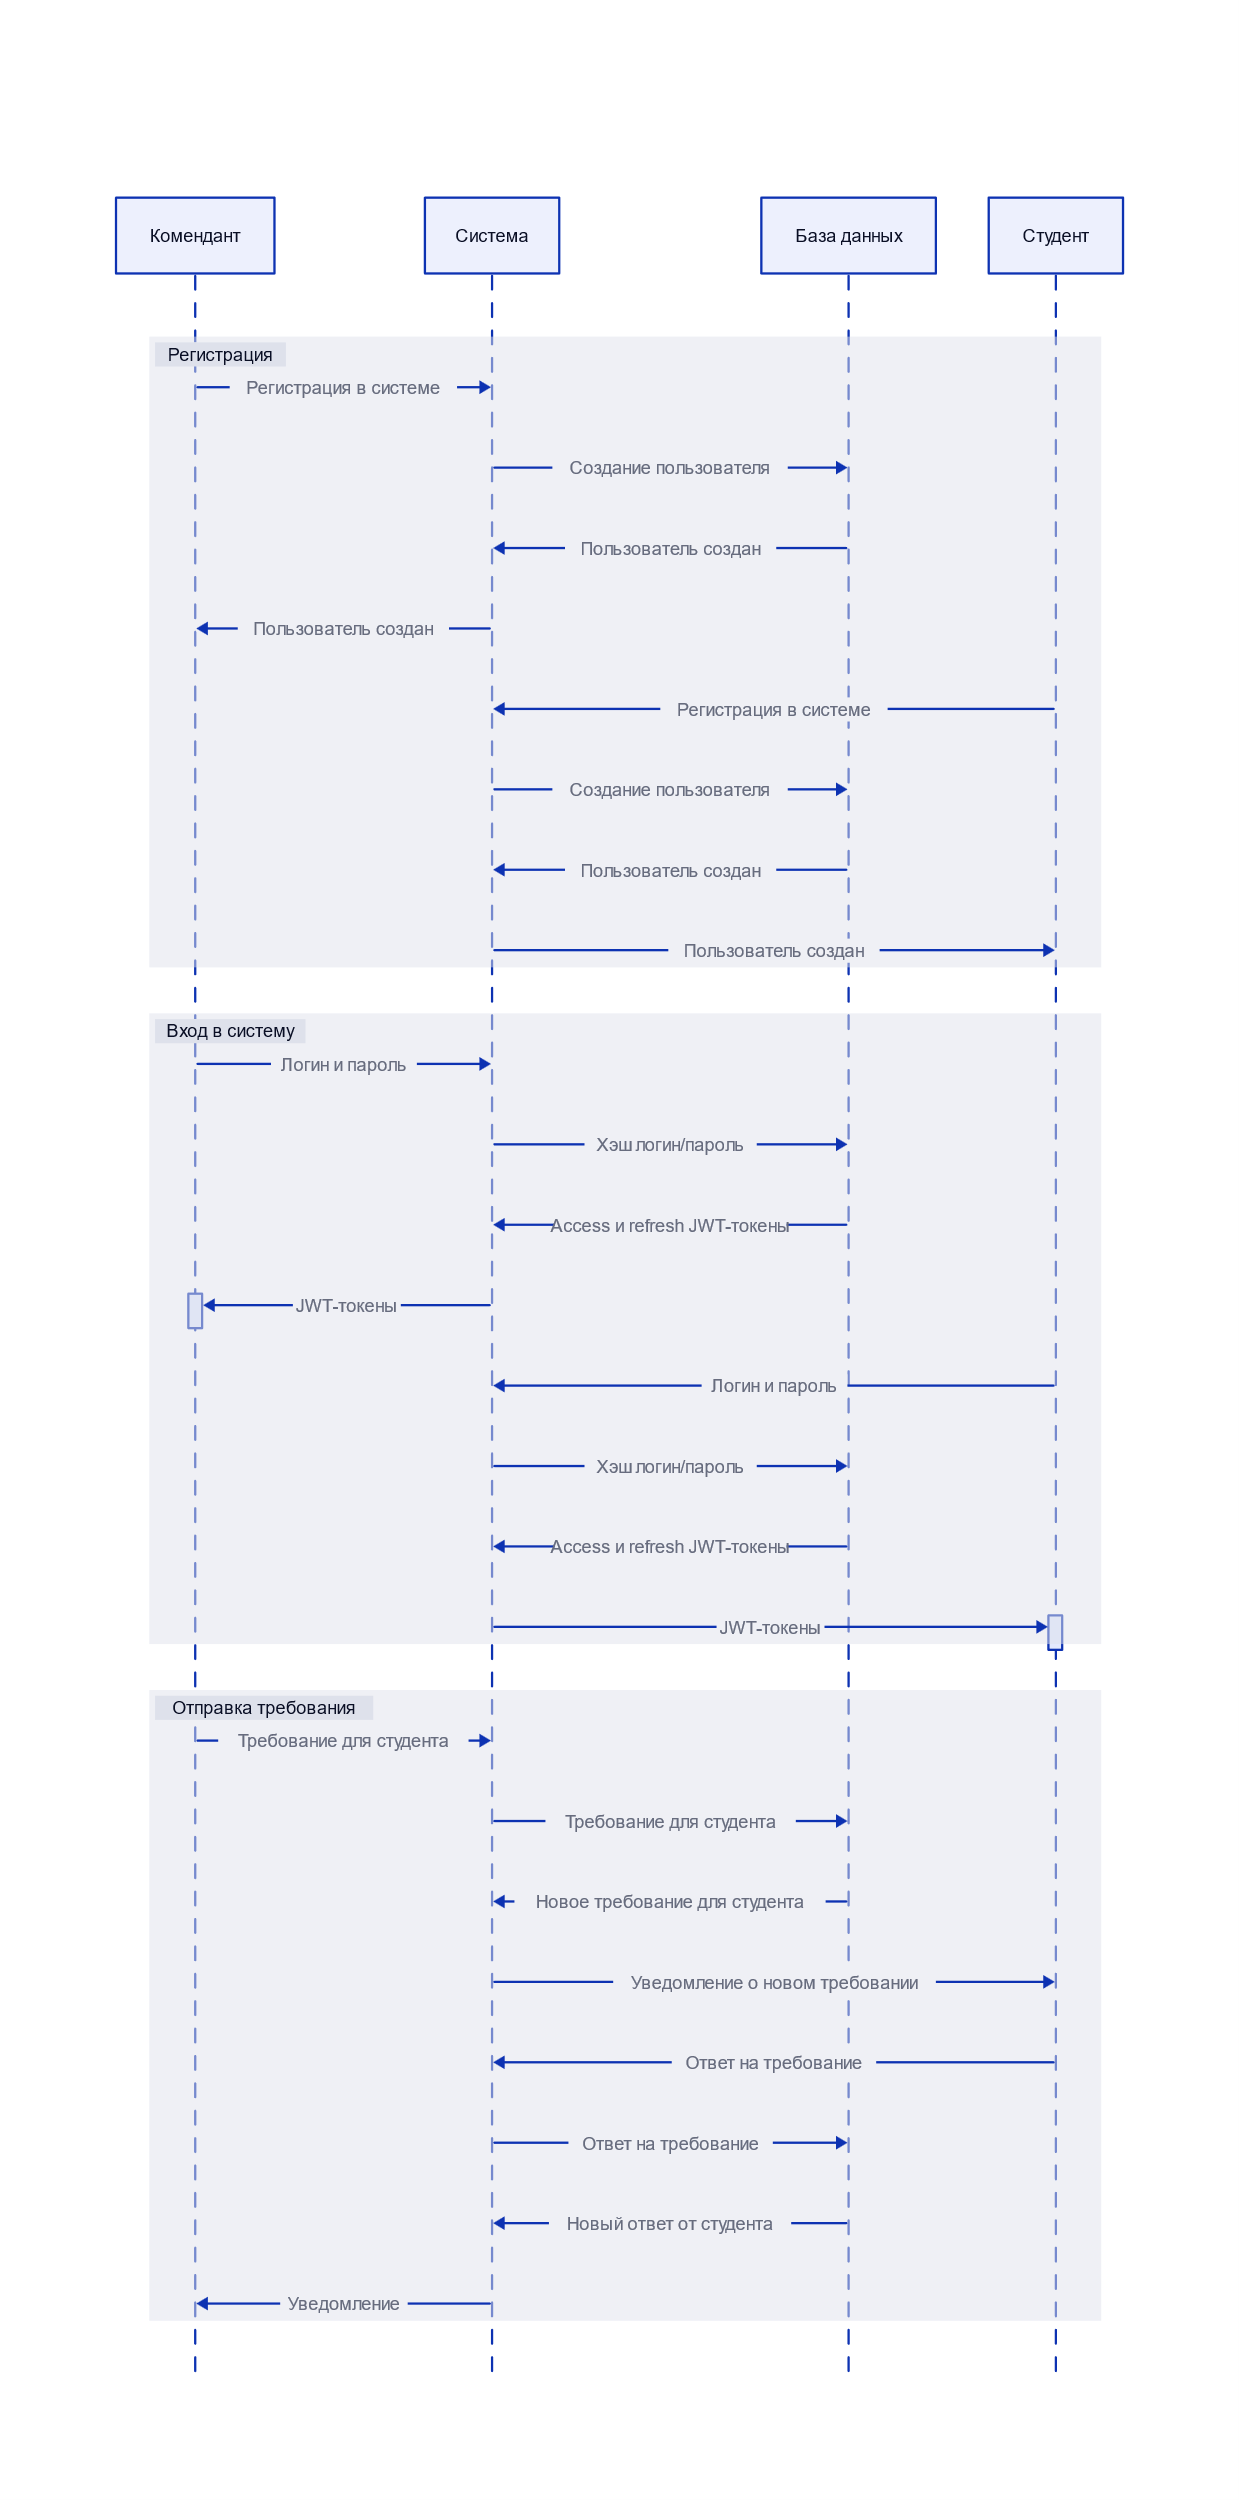 Комендант
Система
База данных
Студент
Регистрация
Регистрация в системе
Создание пользователя
Пользователь создан
Пользователь создан
Регистрация в системе
Создание пользователя
Пользователь создан
Пользователь создан
Вход в систему
Логин и пароль
Хэш логин/пароль
Access и refresh JWT-токены
JWT-токены
Логин и пароль
Хэш логин/пароль
Access и refresh JWT-токены
JWT-токены
Отправка требования
Требование для студента
Требование для студента
Новое требование для студента
Уведомление о новом требовании
Ответ на требование
Ответ на требование
Новый ответ от студента
Уведомление